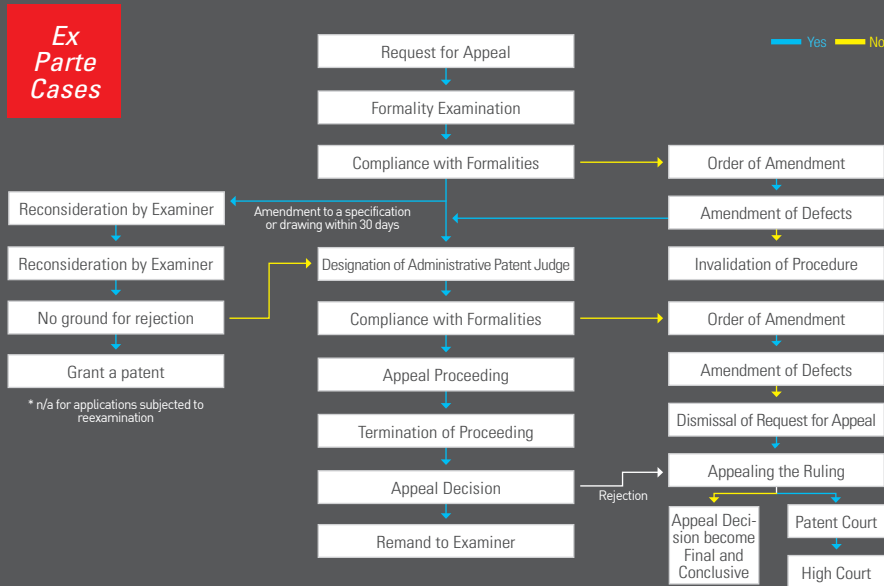 Ex
Parte
Cases
Yes
No
Request for Appeal
Formality Examination
Compliance with Formalities
Order of Amendment
Amendment of Defects
Invalidation of Procedure
Reconsideration by Examiner
Amendment to a specification
or drawing within 30 days
Reconsideration by Examiner
No ground for rejection
Grant a patent
* n/a for applications subjected to
reexamination
Designation of Administrative Patent Judge
Compliance with Formalities
Order of Amendment
Amendment of Defects
Dismissal of Request for Appeal
Appeal Proceeding
Termination of Proceeding
Appeal Decision
Rejection
Appealing the Ruling
Remand to Examiner
Appeal Deci-
sion become
Final and
Conclusive
Patent Court
High Court